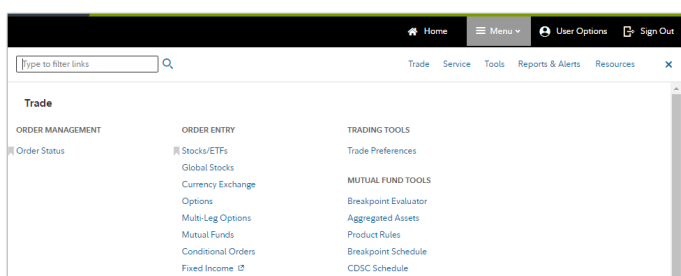 Home Menu User Options Sign Out
Type to filter links Trade Service Tools Reports & Alerts Resources
Trade
ORDER MANAGEMENT ORDER ENTRY TRADING TOOLS
Order Status Stocks/ETFs Trade Preferences
Global Stocks
Currency Exchange MUTUAL FUND TOOLS
Options Breakpoint Evaluator
Multi-Leg Options Aggregated Assets
Mutual Funds Product Rules
Conditional Orders Breakpoint Schedule
Fixed Income CDSC Schedule